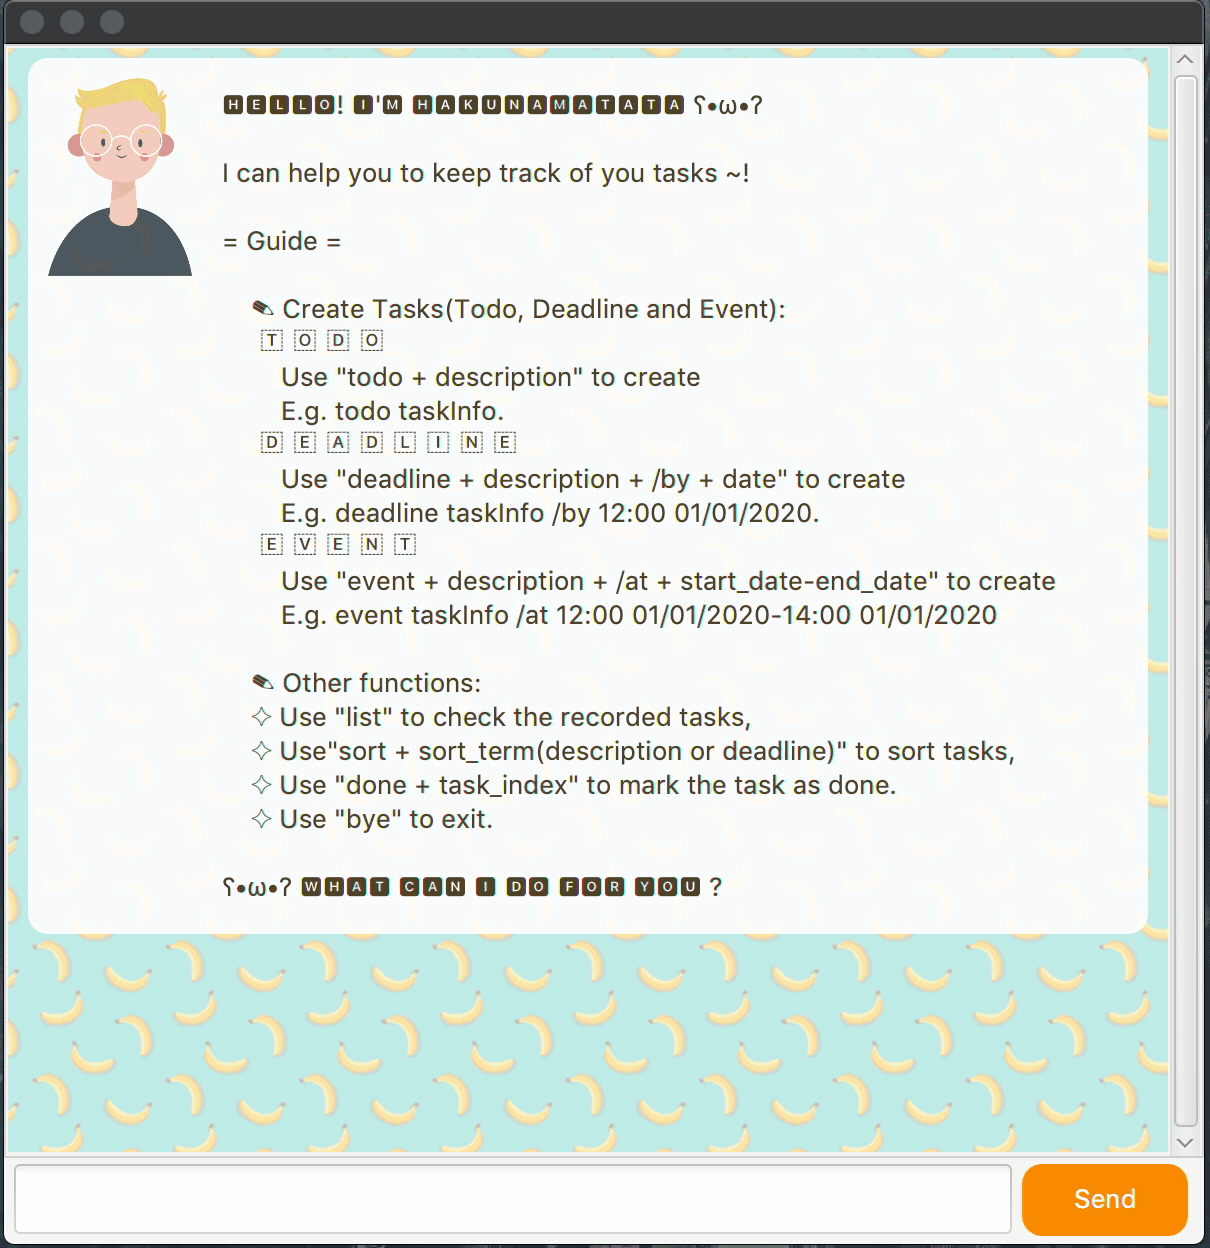 🅷🅴🅻🅻🅾! 🅸'🅼 🅷🅰🅺🆄🅽🅰🅼🅰🆃🅰🆃🅰 ʕ•ω•ʔ
I can help you to keep track of you tasks ~!
= Guide =
✎ Create Tasks(Todo, Deadline and Event):
🅃 🄾 🄳 🄾
Use "todo + description" to create
E.g. todo taskInfo.
🄳 🄴 🄰 🄳 🄻 🄸 🄽 🄴
Use "deadline + description + /by + date" to create
E.g. deadline taskInfo /by 12:00 01/01/2020.
🄴 🅅 🄴 🄽 🅃
Use "event + description + /at + start_date-end_date" to create
E.g. event taskInfo /at 12:00 01/01/2020-14:00 01/01/2020
✎ Other functions:
✧ Use "list" to check the recorded tasks,
✧ Use"sort + sort_term(description or deadline)" to sort tasks,
✧ Use "done + task_index" to mark the task as done.
✧ Use "bye" to exit.
ʕ•ω•ʔ 🆆🅷🅰🆃 🅲🅰🅽 🅸 🅳🅾 🅵🅾🆁 🆈🅾🆄 ?
Send